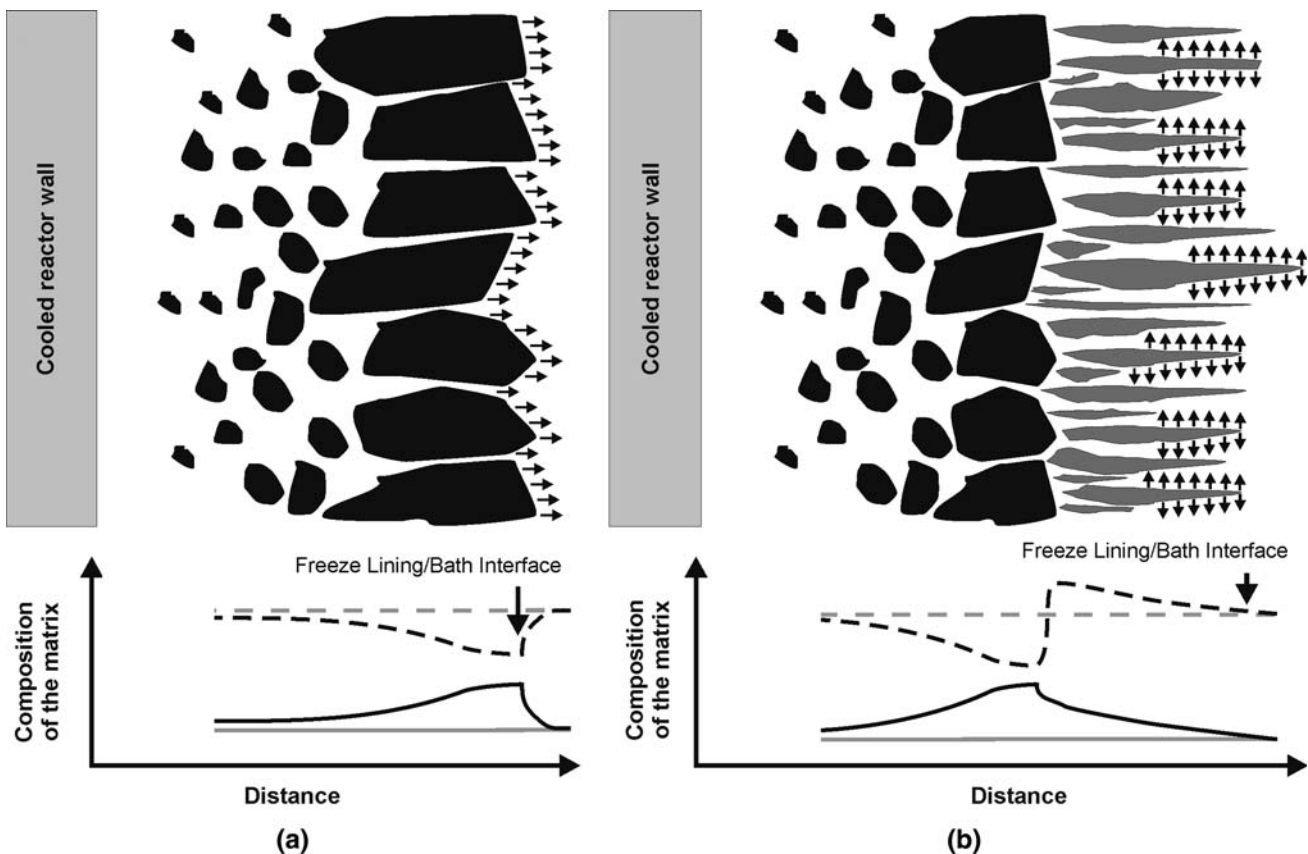 Cooled reactor wall
Cooled reactor wall
Freeze Lining/Bath Interface
Freeze Lining/Bath Interface
Composition
of the matrix
Composition
of the matrix
Distance
Distance
(a)
(b)